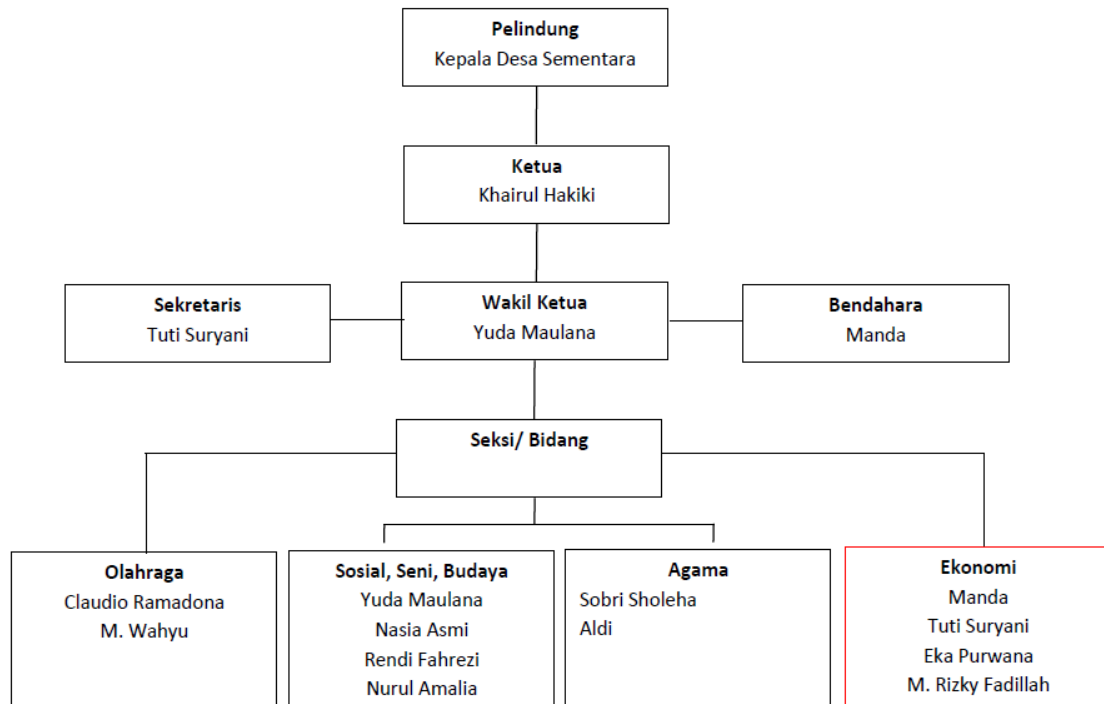 Pelindung
Kepala Desa Sementara
Ketua
Khairul Hakiki
Sekretaris
Tuti Suryani
Wakil Ketua
Yuda Maulana
Bendahara
Manda
Seksi/ Bidang
Olahraga
Claudio Ramadona
M. Wahyu
Sosial, Seni, Budaya
Yuda Maulana
Nasia Asmi
Rendi Fahrezi
Nurul Amalia
Agama
Sobri Sholeha
Aldi
Ekonomi
Manda
Tuti Suryani
Eka Purwana
M. Rizky Fadillah